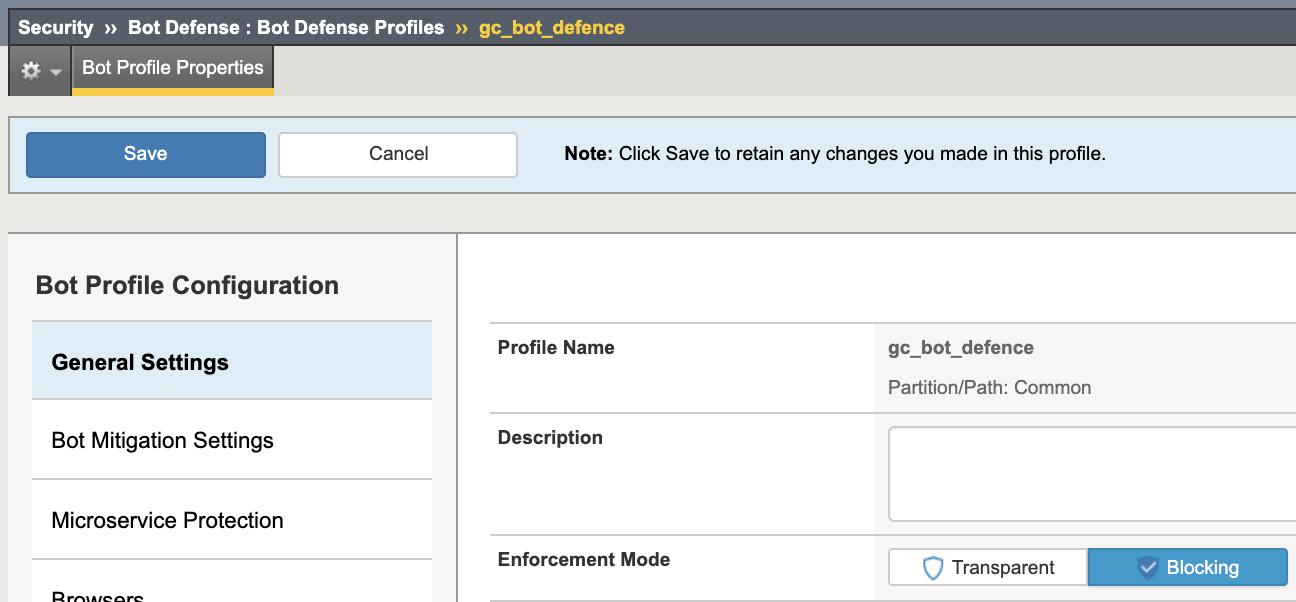 Security ›› Bot Defense : Bot Defense Profiles ›› gc_bot_defence
Bot Profile Properties
Save Cancel Note: Click Save to retain any changes you made in this profile.
Bot Profile Configuration
General Settings
Bot Mitigation Settings
Microservice Protection
Browsers
Profile Name gc_bot_defence
Partition/Path: Common
Description
Enforcement Mode Transparent Blocking